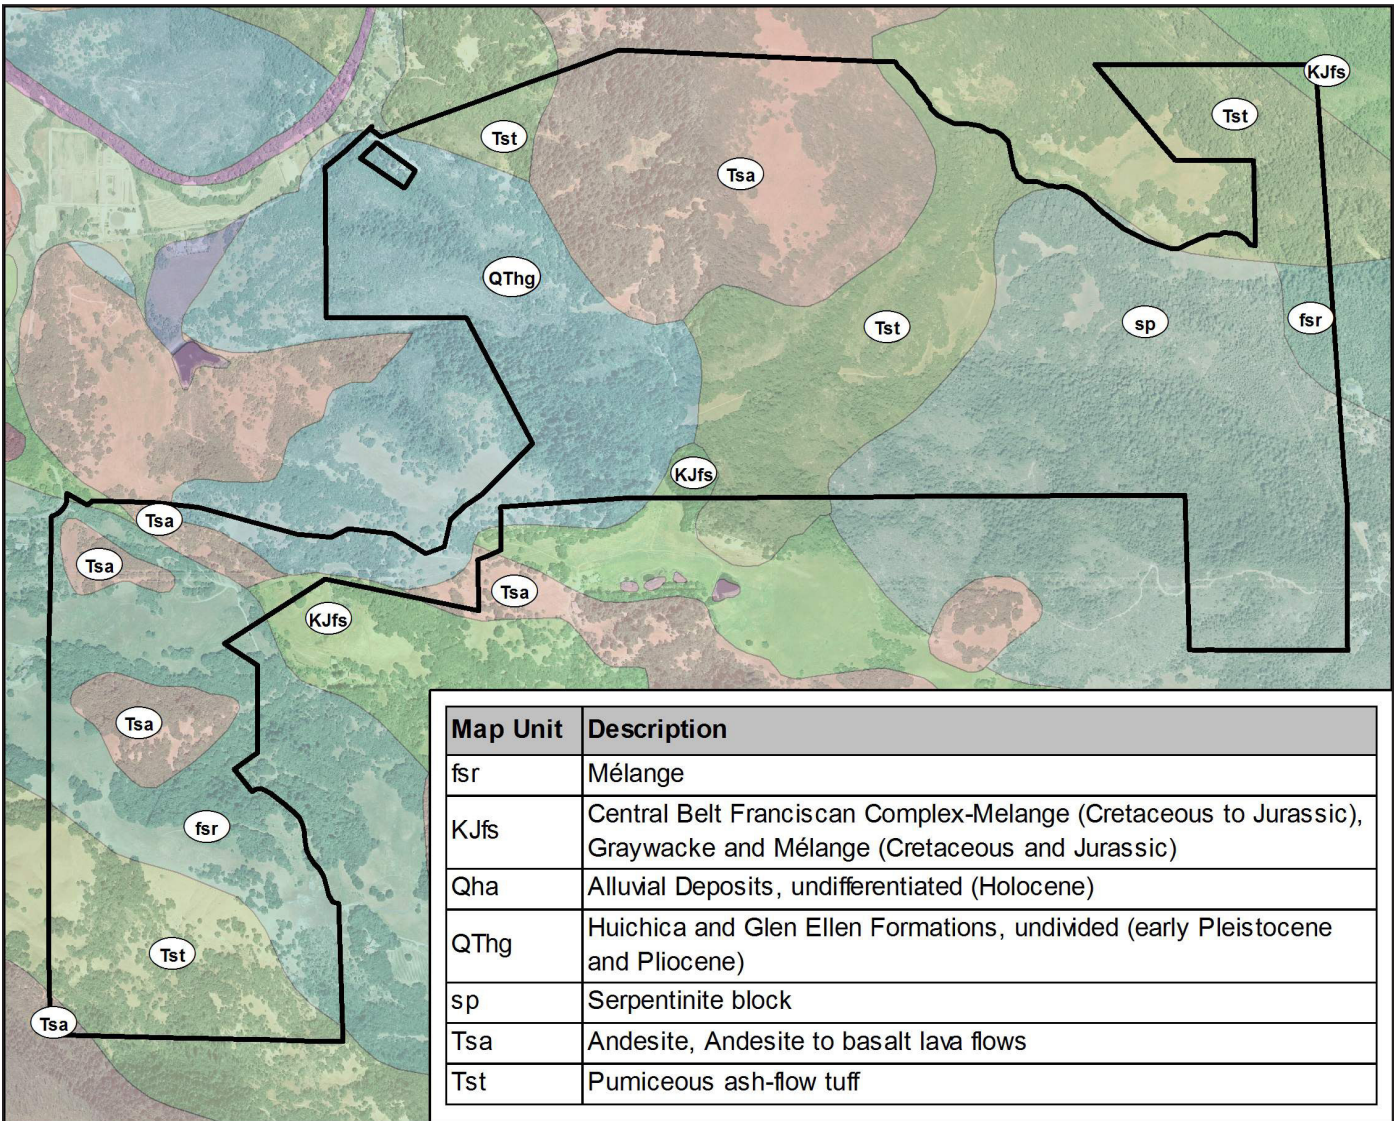 KJfs
Tst
Tst
Tsa
QThg
Tst
sp
fsr
KJfs
Tsa
Tsa
Tsa
KJfs
Tsa
fsr
Tst
Tsa
Map Unit Description
fsr Mélange
KJfs Central Belt Franciscan Complex-Melange (Cretaceous to Jurassic),
Graywacke and Mélange (Cretaceous and Jurassic)
Qha Alluvial Deposits, undifferentiated (Holocene)
QThg Huichica and Glen Ellen Formations, undivided (early Pleistocene
and Pliocene)
sp Serpentinite block
Tsa Andesite, Andesite to basalt lava flows
Tst Pumiceous ash-flow tuff